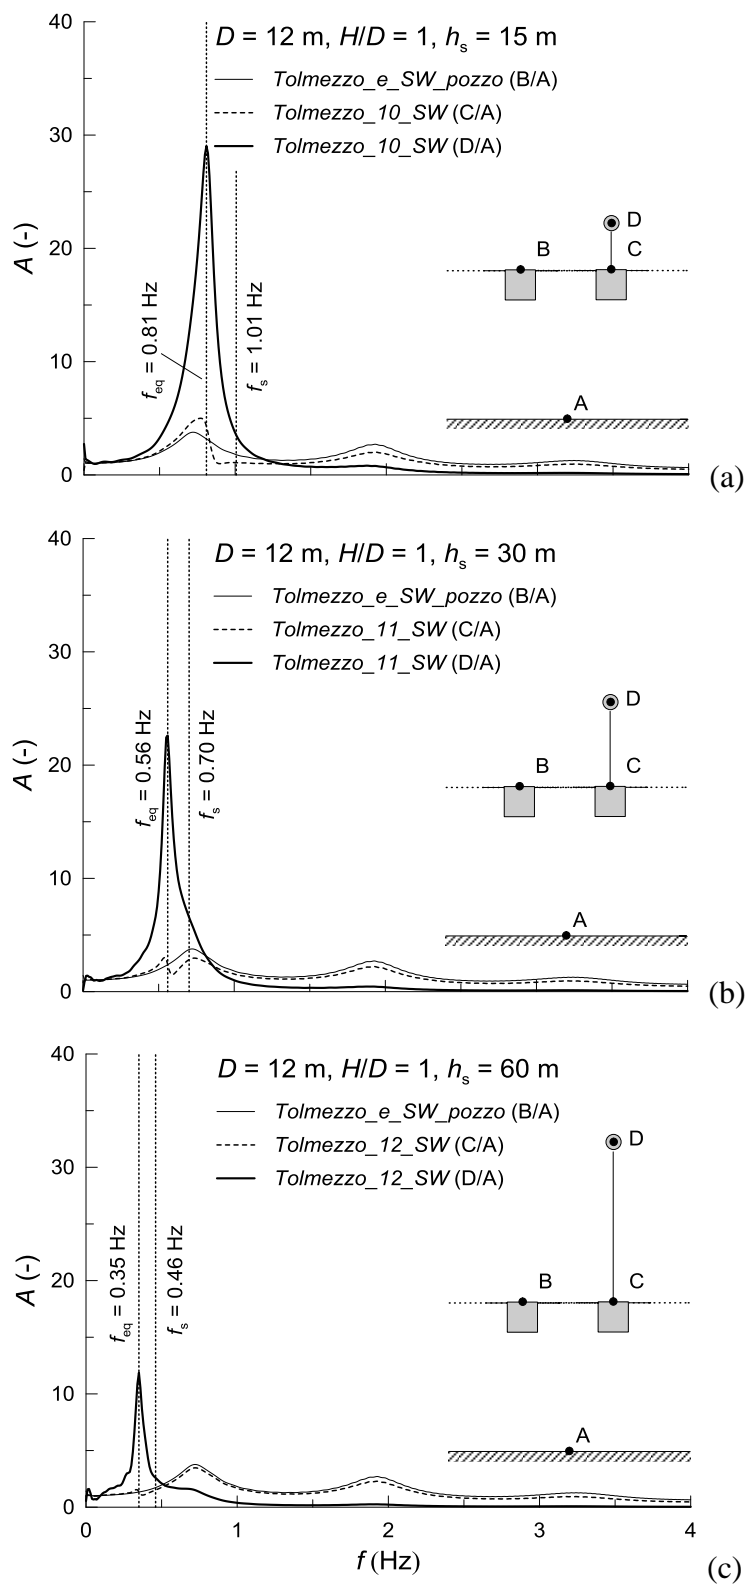 40
30
20
10
0
A (-)
D = 12 m, H/D = 1, hs = 15 m
Tolmezzo_e_SW_pozzo (B/A)
Tolmezzo_10_SW (C/A)
Tolmezzo_10_SW (D/A)
feq = 0.81 Hz
fs = 1.01 Hz
D
B
C
A
(a)
40
30
20
10
0
A (-)
D = 12 m, H/D = 1, hs = 30 m
Tolmezzo_e_SW_pozzo (B/A)
Tolmezzo_11_SW (C/A)
Tolmezzo_11_SW (D/A)
feq = 0.56 Hz
fs = 0.70 Hz
D
B
C
A
(b)
40
30
20
10
0
A (-)
D = 12 m, H/D = 1, hs = 60 m
Tolmezzo_e_SW_pozzo (B/A)
Tolmezzo_12_SW (C/A)
Tolmezzo_12_SW (D/A)
feq = 0.35 Hz
fs = 0.46 Hz
D
B
C
A
0 1 2 3 4
f (Hz)
(c)